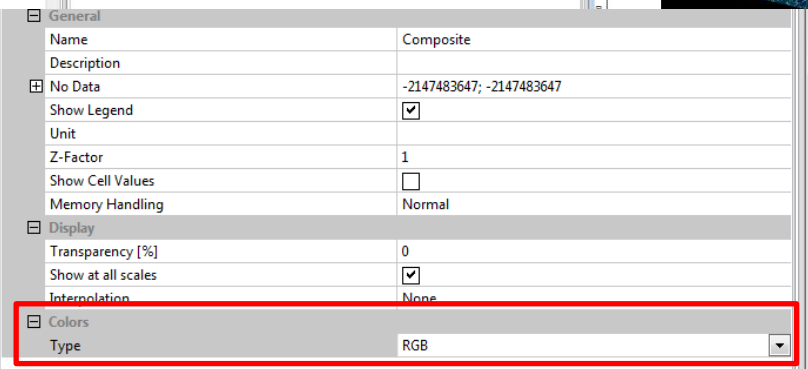 General
Name Composite
Description
No Data -2147483647; -2147483647
Show Legend
Unit
Z-Factor 1
Show Cell Values
Memory Handling Normal
Display
Transparency [%] 0
Show at all scales
Interpolation None
Colors
Type RGB